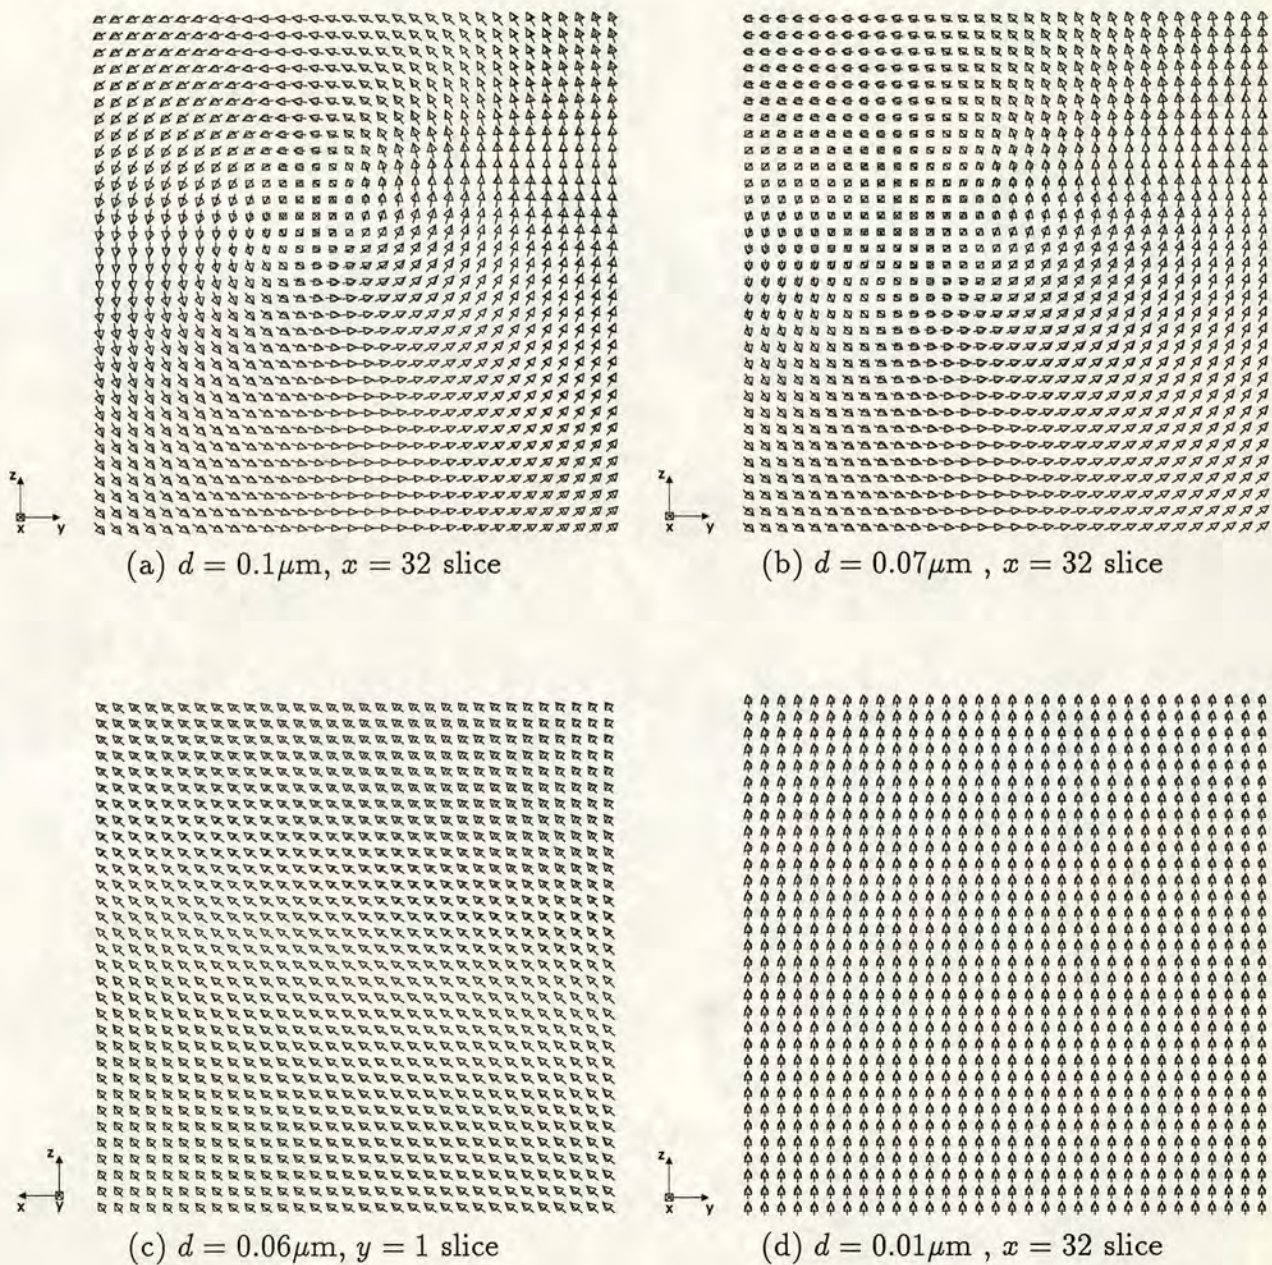 z
x y
(a) d = 0.1μm, x = 32 slice
z
x y
(b) d = 0.07μm , x = 32 slice
z
x y
(c) d = 0.06μm, y = 1 slice
z
x y
(d) d = 0.01μm , x = 32 slice